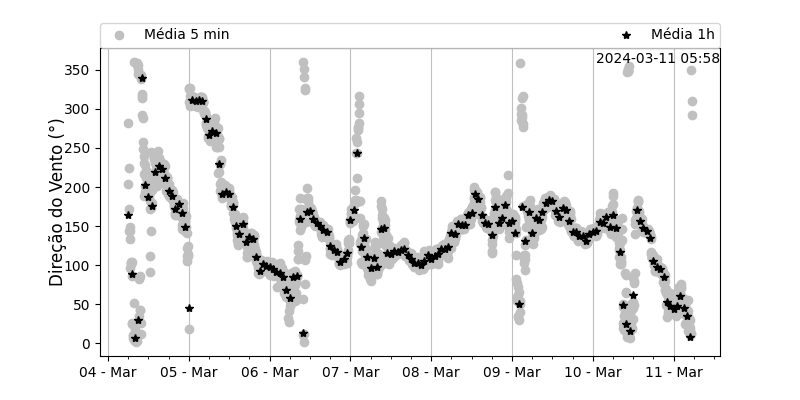 Média 5 min
Média 1h
2024-03-11 05:58
Direção do Vento (°)
350
300
250
200
150
100
50
0
04 - Mar
05 - Mar
06 - Mar
07 - Mar
08 - Mar
09 - Mar
10 - Mar
11 - Mar